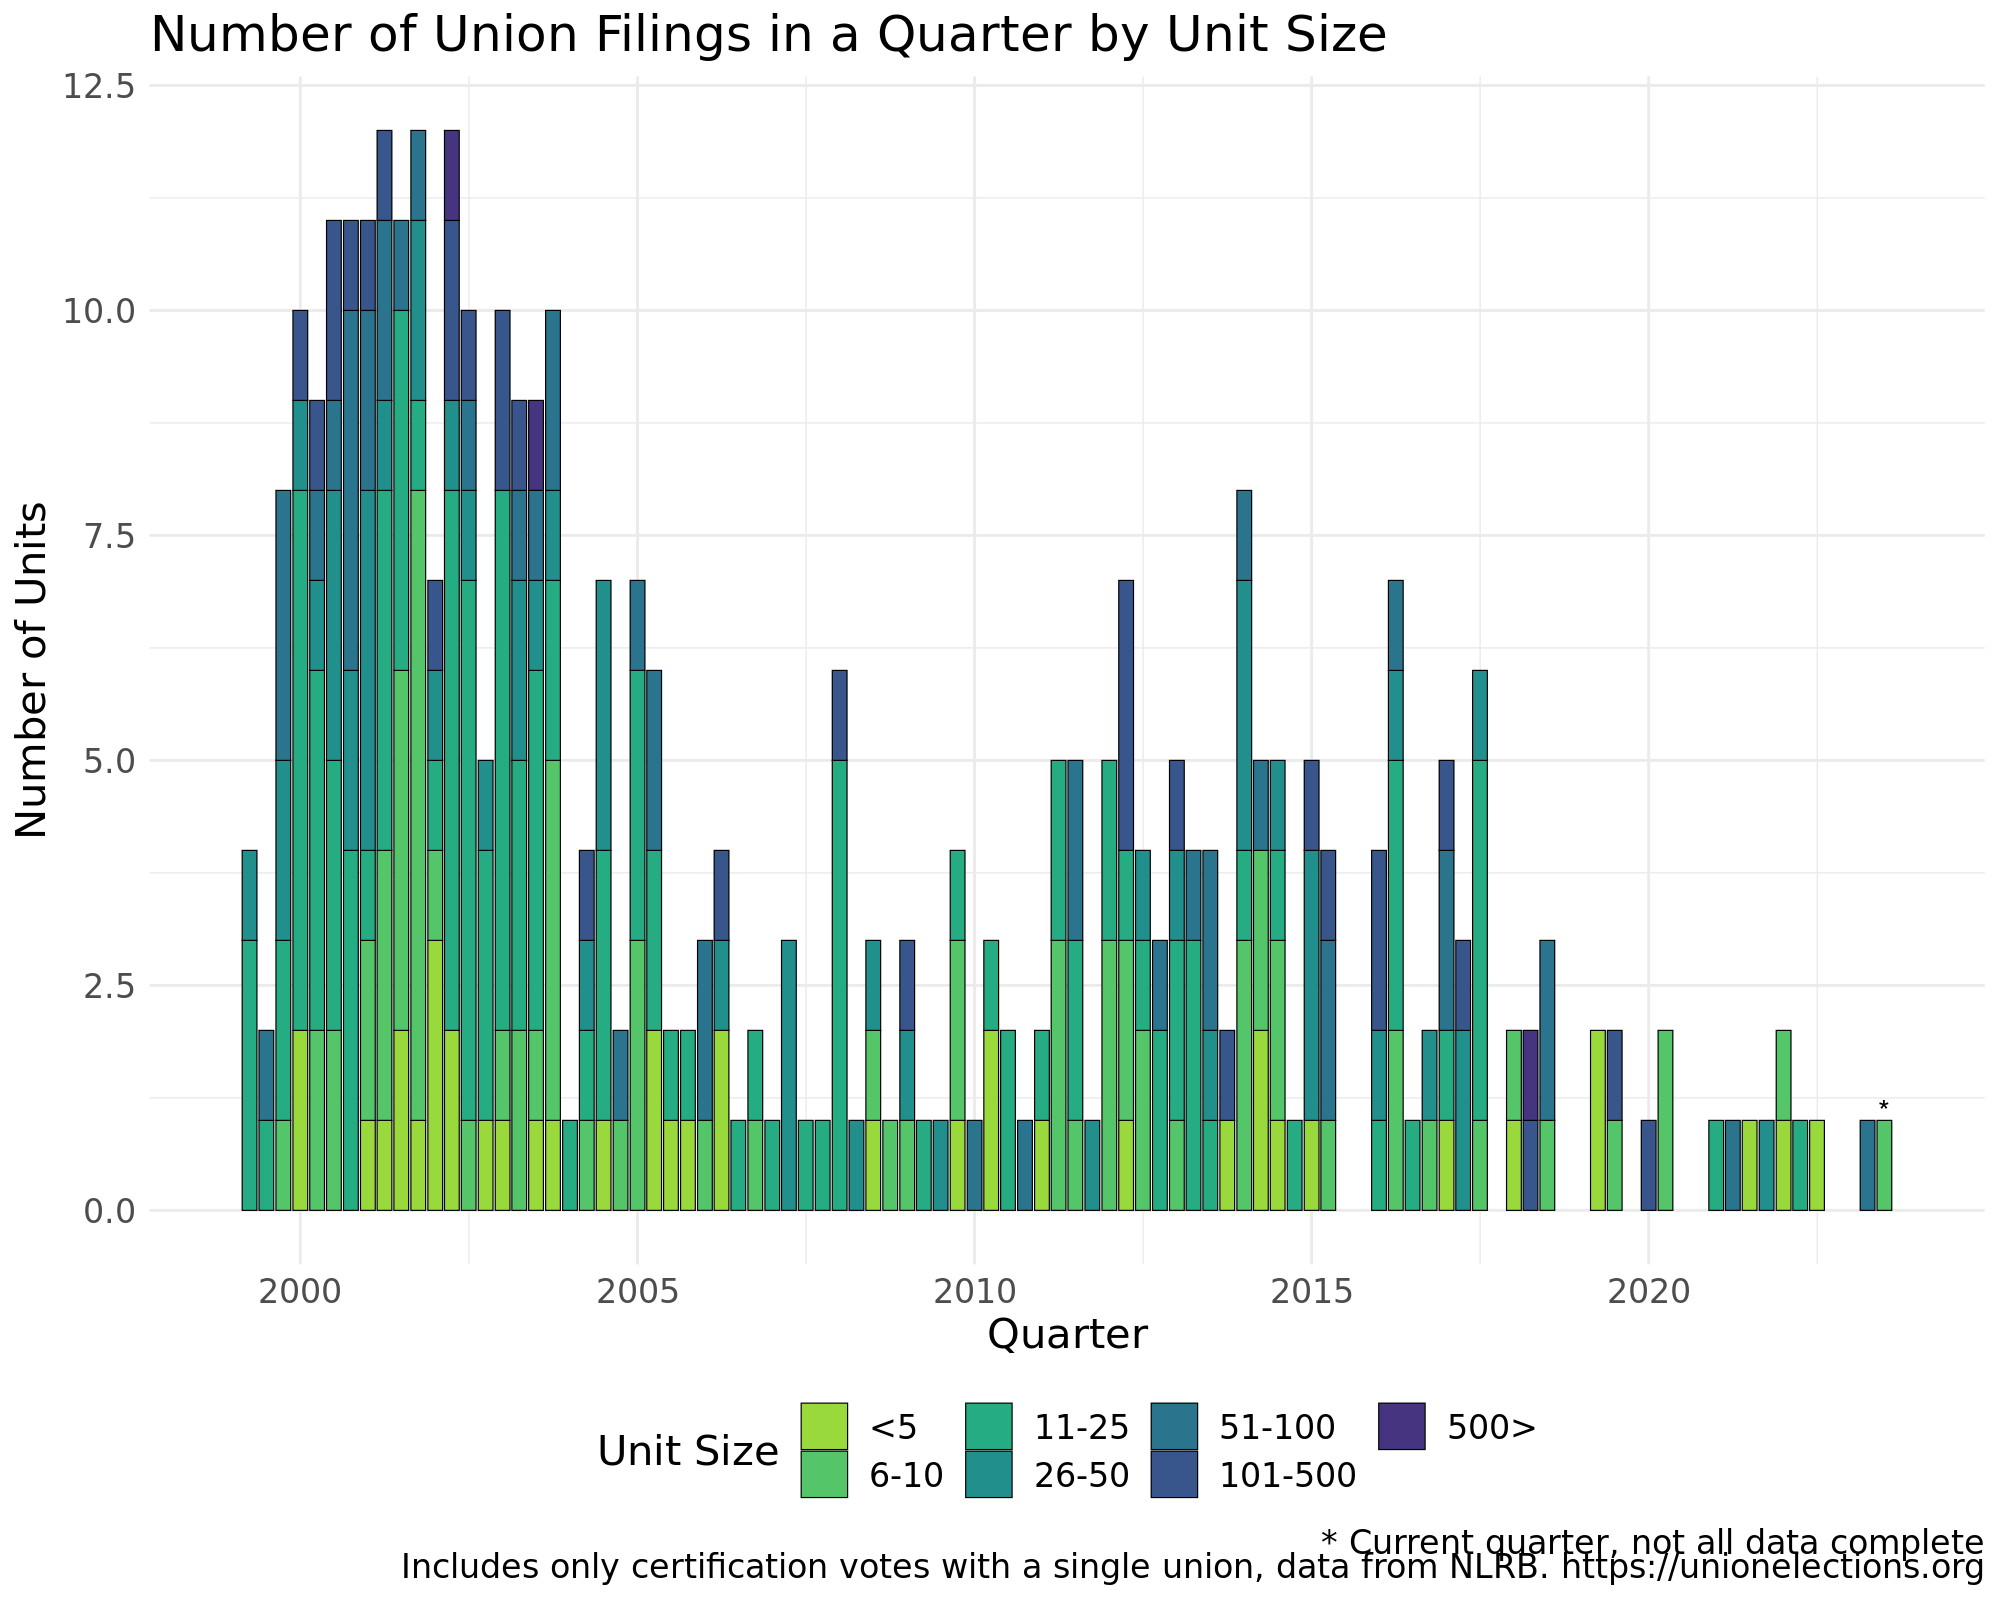 Number of Union Filings in a Quarter by Unit Size
12.5
10.0
7.5
5.0
2.5
0.0
Number of Units
*
2000 2005 2010 2015 2020
Quarter
Unit Size
<5 11-25 51-100 500>
6-10 26-50 101-500
* Current quarter, not all data complete
Includes only certification votes with a single union, data from NLRB. https://unionelections.org